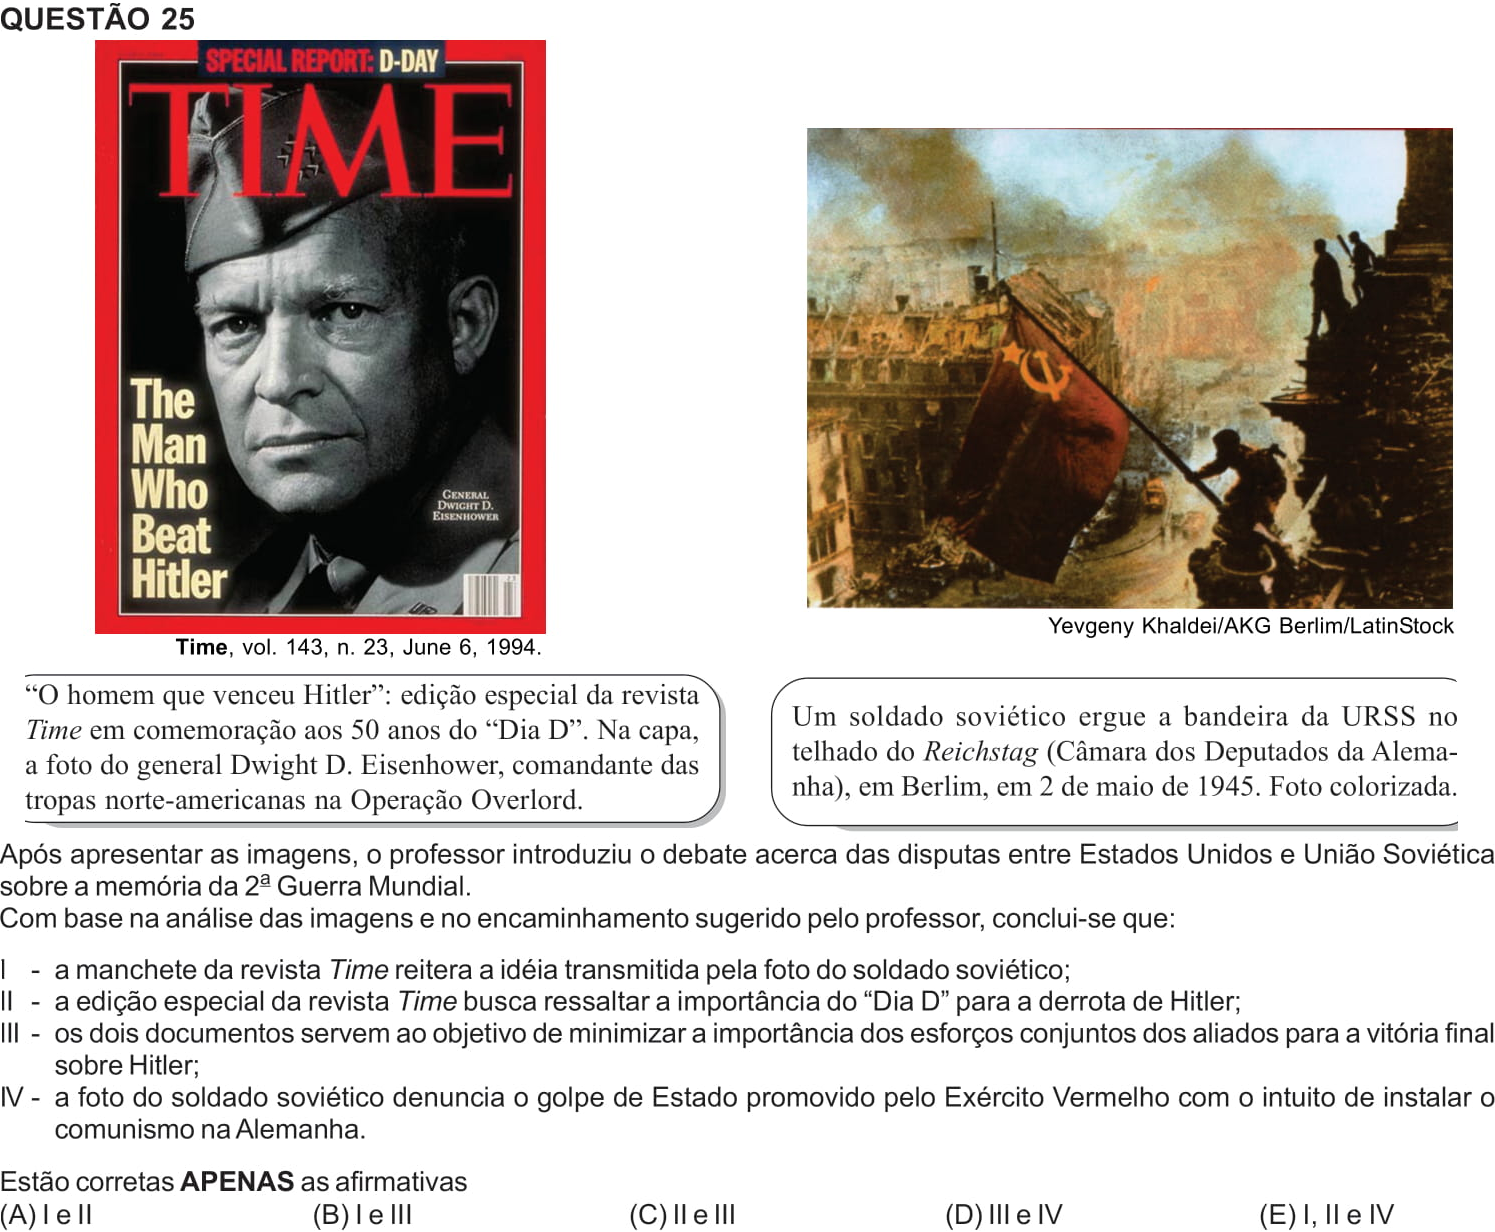 QUESTÃO 25
SPECIAL REPORT: D-DAY
TIME
The
Man
Who
Beat
Hitler
GENERAL
DWIGHT D.
EISENHOWER
Time, vol. 143, n. 23, June 6, 1994.
Yevgeny Khaldei/AKG Berlim/LatinStock
“O homem que venceu Hitler”: edição especial da revista
Time em comemoração aos 50 anos do “Dia D”. Na capa,
a foto do general Dwight D. Eisenhower, comandante das
tropas norte-americanas na Operação Overlord.
Um soldado soviético ergue a bandeira da URSS no
telhado do Reichstag (Câmara dos Deputados da Alema-
nha), em Berlim, em 2 de maio de 1945. Foto colorizada.
Após apresentar as imagens, o professor introduziu o debate acerca das disputas entre Estados Unidos e União Soviética
sobre a memória da 2ª Guerra Mundial.
Com base na análise das imagens e no encaminhamento sugerido pelo professor, conclui-se que:
I - a manchete da revista Time reitera a idéia transmitida pela foto do soldado soviético;
II - a edição especial da revista Time busca ressaltar a importância do “Dia D” para a derrota de Hitler;
III - os dois documentos servem ao objetivo de minimizar a importância dos esforços conjuntos dos aliados para a vitória final
sobre Hitler;
IV - a foto do soldado soviético denuncia o golpe de Estado promovido pelo Exército Vermelho com o intuito de instalar o
comunismo na Alemanha.
Estão corretas APENAS as afirmativas
(A) I e II (B) I e III (C) II e III (D) III e IV (E) I, II e IV